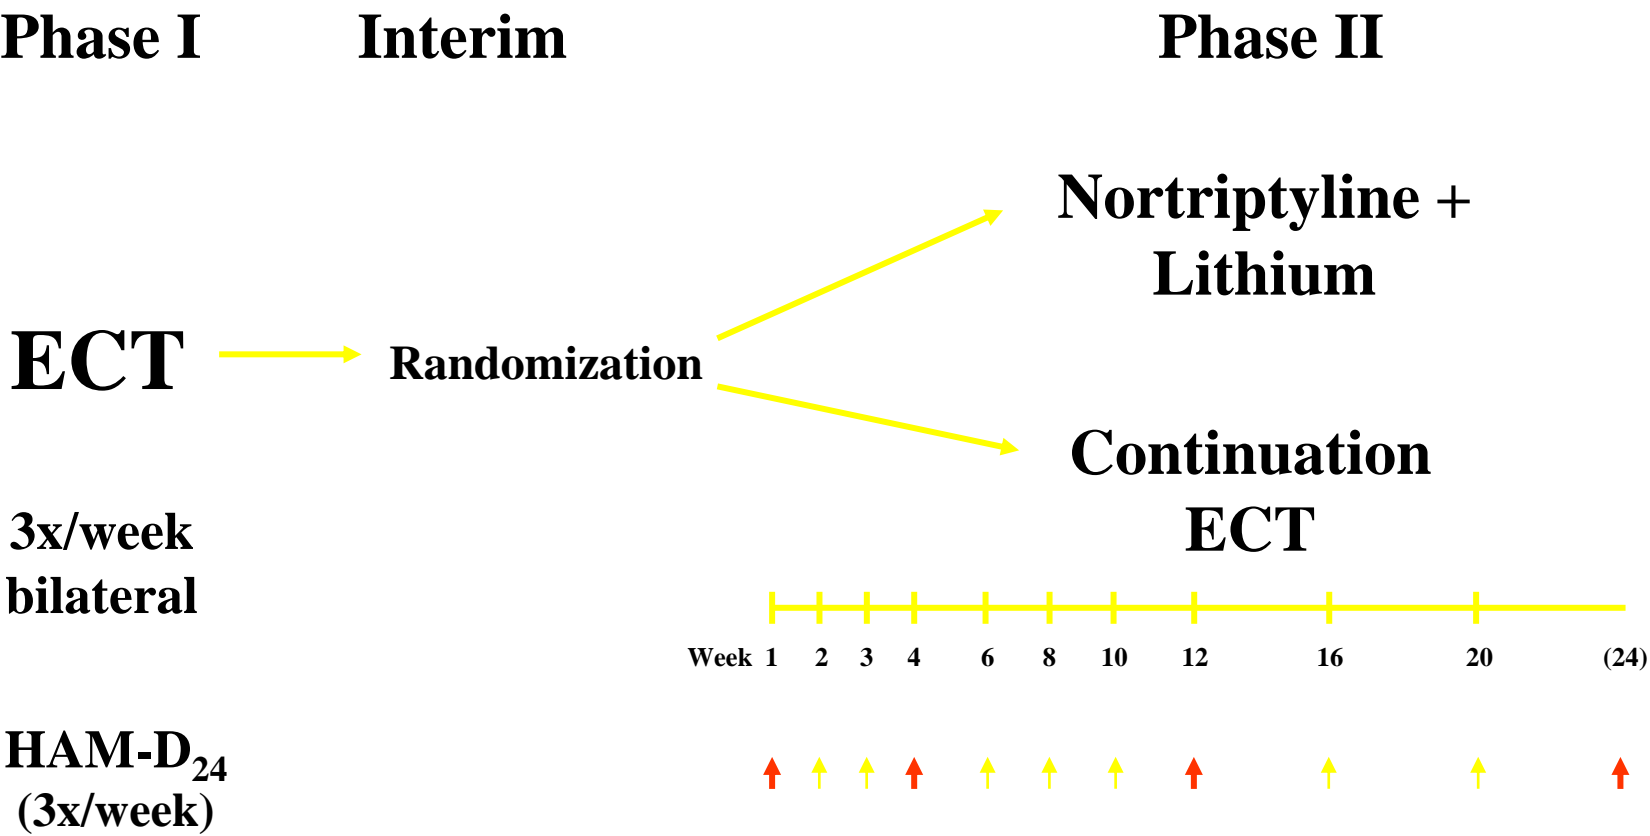 Phase I Interim Phase II
Nortriptyline +
Lithium
ECT
Randomization
Continuation
ECT
3x/week
bilateral
Week 1 2 3 4 6 8 10 12 16 20 (24)
HAM-D24
(3x/week)